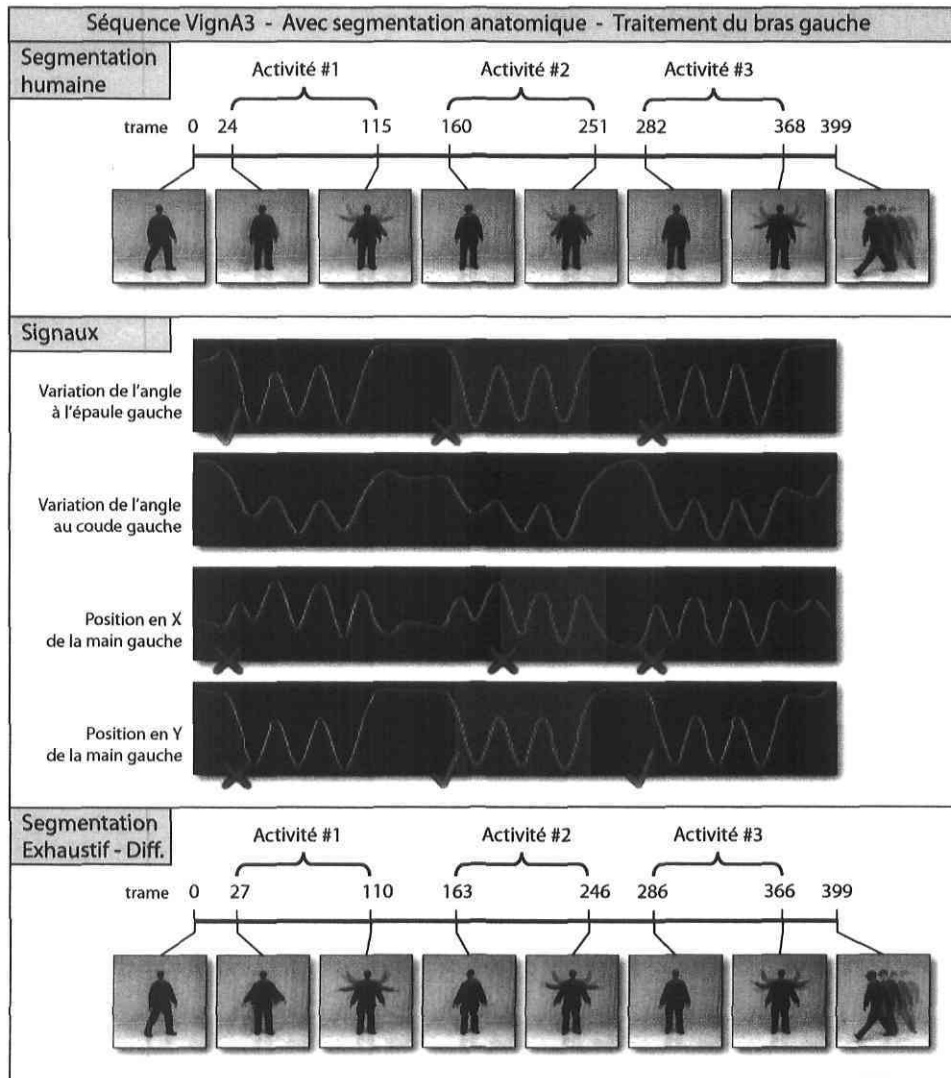 Séquence VignA3 - Avec segmentation anatomique - Traitement du bras gauche
Segmentation
humaine
Activité #1 Activité #2 Activité #3
trame 0 24 115 160 251 282 368 399
Signaux
Variation de l'angle
à l'épaule gauche
Variation de l'angle
au coude gauche
Position en X
de la main gauche
Position en Y
de la main gauche
Segmentation
Exhaustif - Diff.
Activité #1 Activité #2 Activité #3
trame 0 27 110 163 246 286 366 399